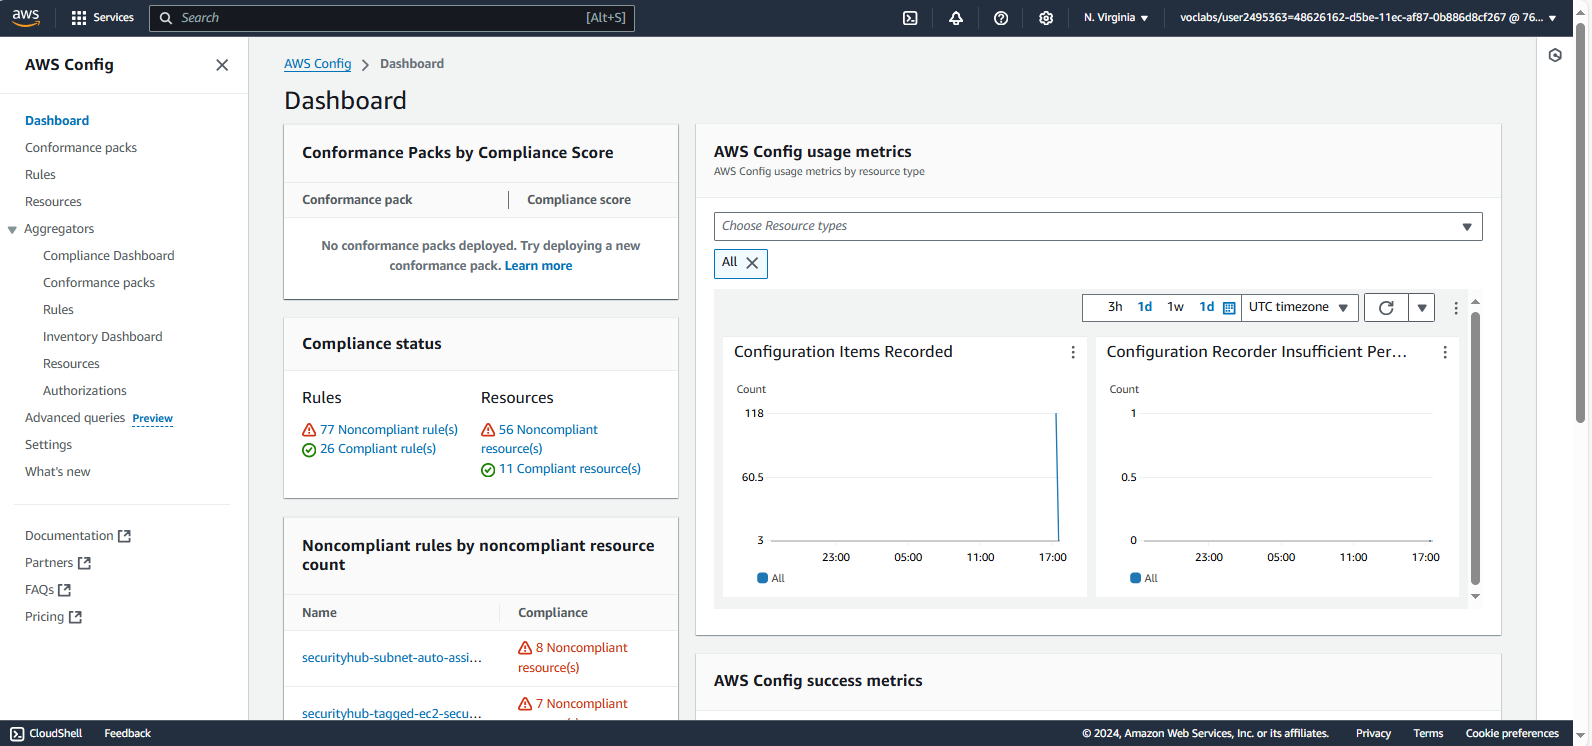 aws
Services
Search
[Alt+S]
N. Virginia
voclabs/user2495363=48626162-d5be-11ec-af87-0b886d8cf267 @ 76...
AWS Config
Dashboard
Conformance packs
Rules
Resources
Aggregators
Compliance Dashboard
Conformance packs
Rules
Inventory Dashboard
Resources
Authorizations
Advanced queries Preview
Settings
What's new
Documentation
Partners
FAQs
Pricing
AWS Config > Dashboard
Dashboard
Conformance Packs by Compliance Score
Conformance pack Compliance score
No conformance packs deployed. Try deploying a new
conformance pack. Learn more
Compliance status
Rules
77 Noncompliant rule(s)
26 Compliant rule(s)
Resources
56 Noncompliant
resource(s)
11 Compliant resource(s)
Noncompliant rules by noncompliant resource
count
Name Compliance
securityhub-subnet-auto-assi...
8 Noncompliant
resource(s)
securityhub-tagged-ec2-secu...
7 Noncompliant
AWS Config usage metrics
AWS Config usage metrics by resource type
Choose Resource types
All
3h 1d 1w 1d UTC timezone
Configuration Items Recorded
Count
118
60.5
3
23:00 05:00 11:00 17:00
All
Configuration Recorder Insufficient Per...
Count
1
0.5
0
23:00 05:00 11:00 17:00
All
AWS Config success metrics
CloudShell Feedback
© 2024, Amazon Web Services, Inc. or its affiliates. Privacy Terms Cookie preferences